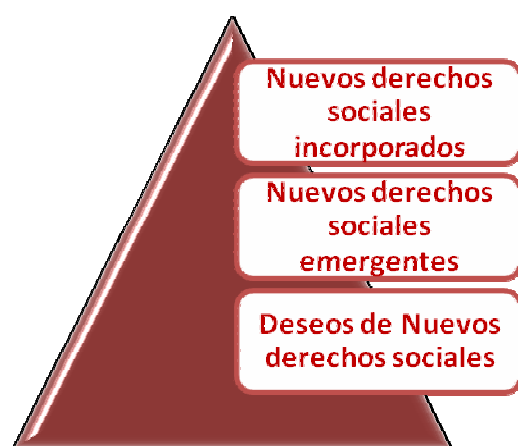 Nuevos derechos
sociales
incorporados
Nuevos derechos
sociales
emergentes
Deseos de Nuevos
derechos sociales